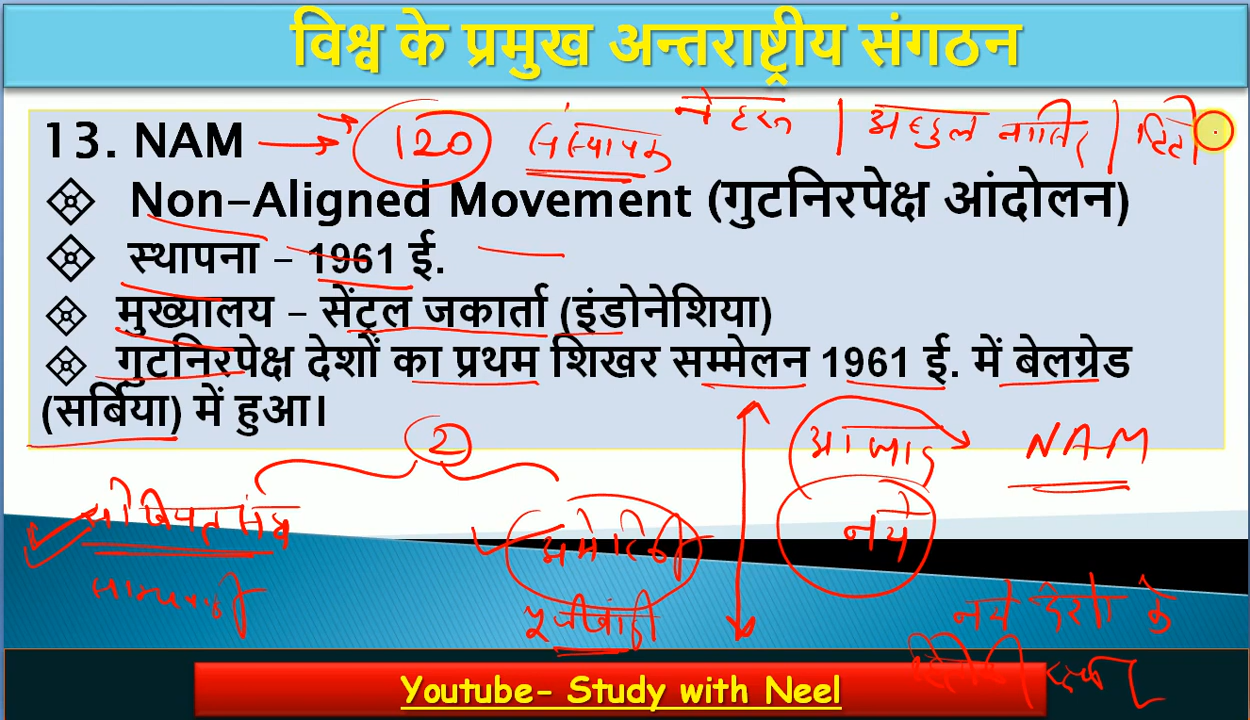 विश्व के प्रमुख अन्तराष्ट्रीय संगठन
13. NAM → 120 संस्थापक नेहरू | अब्दुल नासिर | टिटो
❖ Non-Aligned Movement (गुटनिरपेक्ष आंदोलन)
❖ स्थापना - 1961 ई.
❖ मुख्यालय - सेंट्रल जकार्ता (इंडोनेशिया)
❖ गुटनिरपेक्ष देशों का प्रथम शिखर सम्मेलन 1961 ई. में बेलग्रेड
(सर्बिया) में हुआ।
2 आजाद NAM
सोवियत संघ अमेरिकी नये
साम्यवादी पूंजीवादी नये देशो के
Youtube- Study with Neel